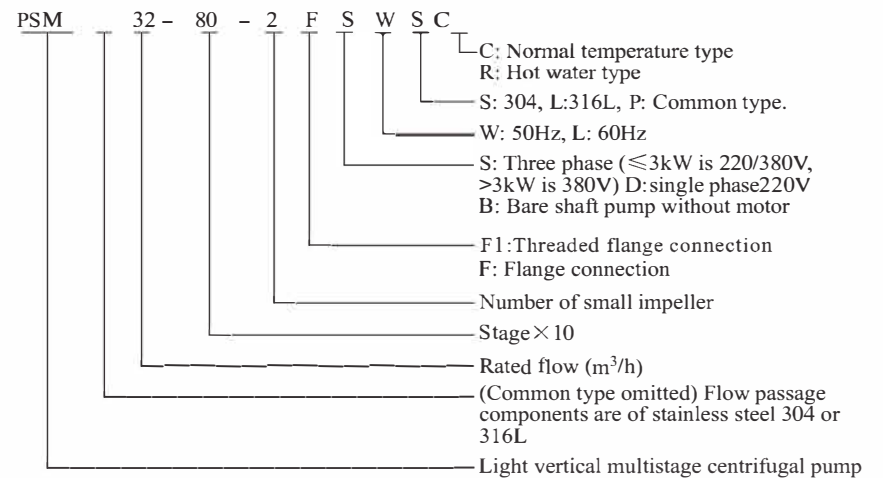 PSM 32 – 80 – 2 F S W S C
C: Normal temperature type
R: Hot water type
S: 304, L:316L, P: Common type.
W: 50Hz, L: 60Hz
S: Three phase (≤3kW is 220/380V,
>3kW is 380V) D:single phase220V
B: Bare shaft pump without motor
F1:Threaded flange connection
F: Flange connection
Number of small impeller
Stage×10
Rated flow (m³/h)
(Common type omitted) Flow passage
components are of stainless steel 304 or
316L
Light vertical multistage centrifugal pump